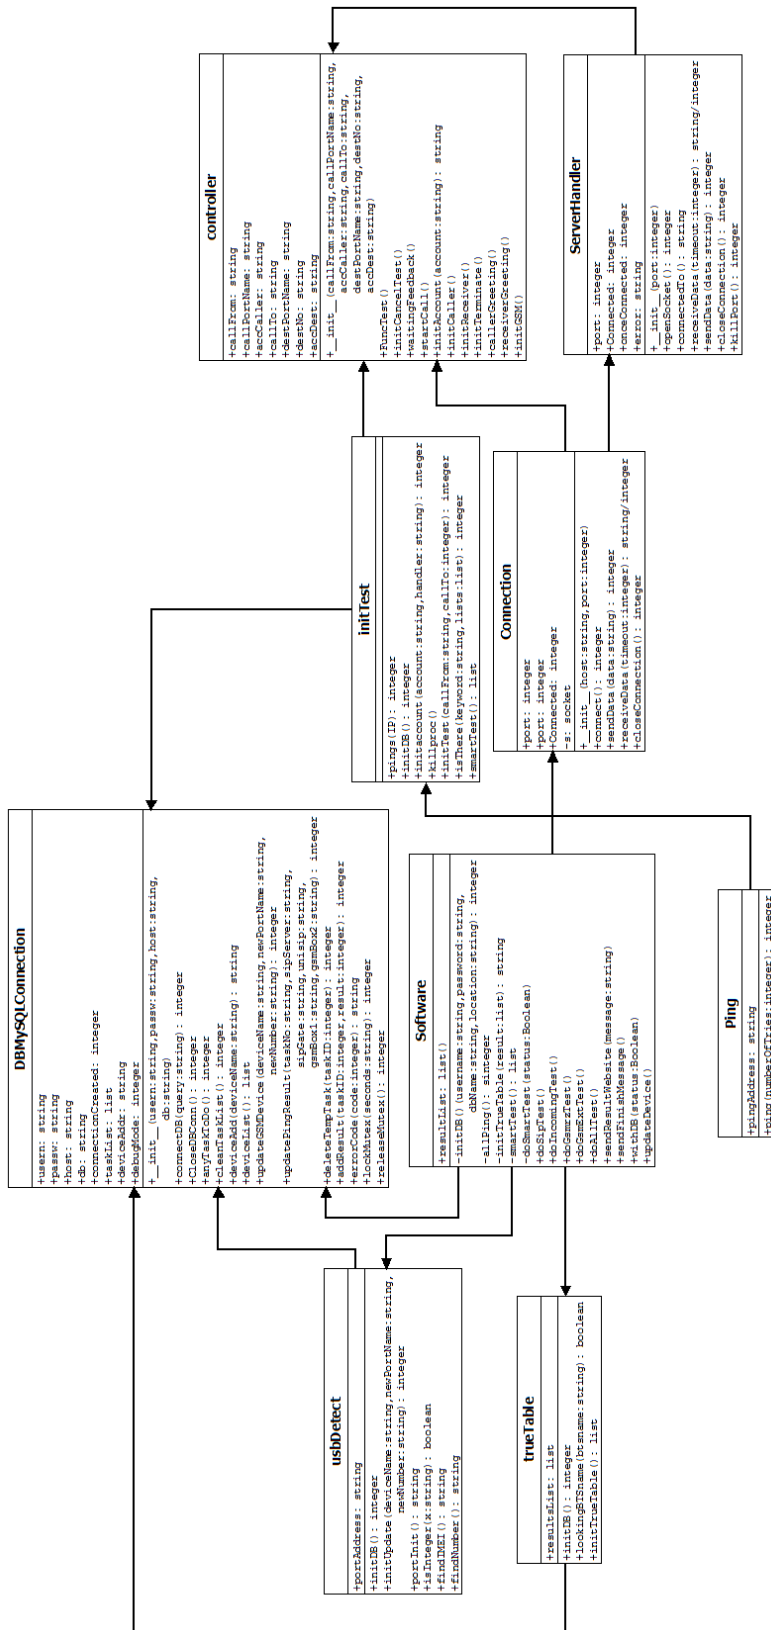 DBMySQLConnection
+usern: string
+passw: string
+host: string
+db: string
+connectionCreated: integer
+taskList: list
+deviceAddr: string
+debugMode: integer
+__init__(usern:string,passw:string,host:string,
db:string)
+connectDB(query:string): integer
+CloseDBConn(): integer
+anyTaskToDo(): integer
+cleanTaskList(): integer
+deviceAdd(deviceName:string): string
+deviceList(): list
+updateGSMDevice(deviceName:string,newPortName:string,
newNumber:string): integer
+updatePingResult(taskNo:string,sipServer:string,
sipGate:string,unisip:string,
gsmBox1:string,gsmBox2:string): integer
+deleteTempTask(taskID:integer): integer
+addResult(taskID:integer,result:integer): integer
+errorCode(code:integer): string
+lockMutex(seconds:string): integer
+releaseMutex(): integer
initTest
+pings(IP): integer
+initDB(): integer
+initaccount(account:string,handler:string): integer
+killproc()
+initTest(callFrom:string,callTo:integer): integer
+isThere(keyword:string,lists:list): integer
+smartTest(): list
controller
+callFrom: string
+callPortName: string
+accCaller: string
+callTo: string
+destPortName: string
+destNo: string
+accDest: string
+__init__(callFrom:string,callPortName:string,
accCaller:string,callTo:string,
destPortName:string,destNo:string,
accDest:string)
+FuncTest()
+initCancelTest()
+waitingFeedback()
+startCall()
+initAccount(account:string): string
+initCaller()
+initReceiver()
+initTerminate()
+callerGreeting()
+receiverGreeting()
+initGSM()
usbDetect
+portAddress: string
+initDB(): integer
+initUpdate(deviceName:string,newPortName:string,
newNumber:string): integer
+portInit(): string
+isInteger(x:string): boolean
+findIMEI(): string
+findNumber(): string
Software
+resultList: list()
-initDB(username:string,password:string,
dbName:string,location:string): integer
-allPing(): sinteger
-initTrueTable(result:list): string
-smartTest(): list
-doSmartTest(status:Boolean)
+doSipTest()
+doIncomingTest()
+doGsmrzTest()
+doGsmExtTest()
+doallTest()
+sendResultWebsite(message:string)
+sendFinishMessage()
+withDB(status:Boolean)
+updateDevice()
Connection
+port: integer
+port: integer
+Connected: integer
-s: socket
+__init__(host:string,port:integer)
+connect(): integer
+sendData(data:string): integer
+receiveData(timeout:integer): string/integer
+closeConnection(): integer
ServerHandler
+port: integer
+Connected: integer
+onceConnected: integer
+error: string
+__init__(port:integer)
+openSocket(): integer
+connectedTo(): string
+receiveData(timeout:integer): string/integer
+sendData(data:string): integer
+closeConnection(): integer
+killPort(): integer
trueTable
+resultsList: list
+initDB(): integer
+lookingBTSname(btsname:string): boolean
+initTrueTable(): list
Ping
+pingAddress: string
+ping(numberOfTries:integer): integer